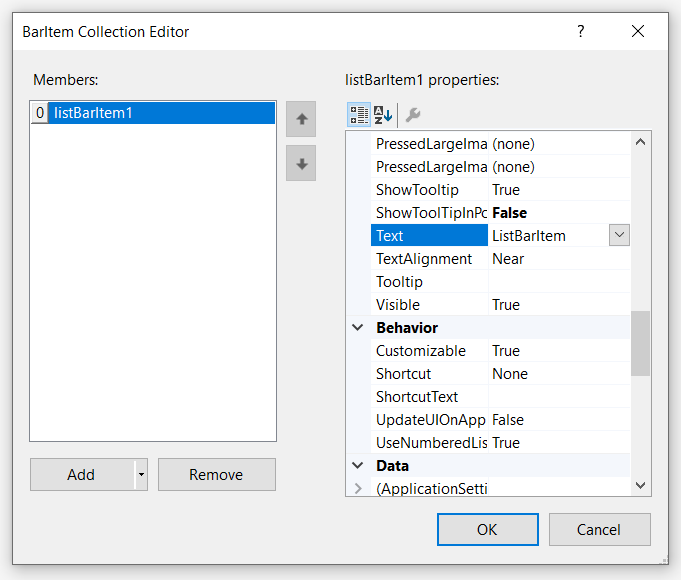 BarItem Collection Editor ?
Members:
0 listBarItem1
Add
Remove
listBarItem1 properties:
A
Z
PressedLargeIma (none)
PressedLargeIma (none)
ShowTooltip True
ShowToolTipInPo False
Text ListBarItem
TextAlignment Near
Tooltip
Visible True
Behavior
Customizable True
Shortcut None
ShortcutText
UpdateUIOnApp False
UseNumberedLis True
Data
(ApplicationSetti
OK
Cancel